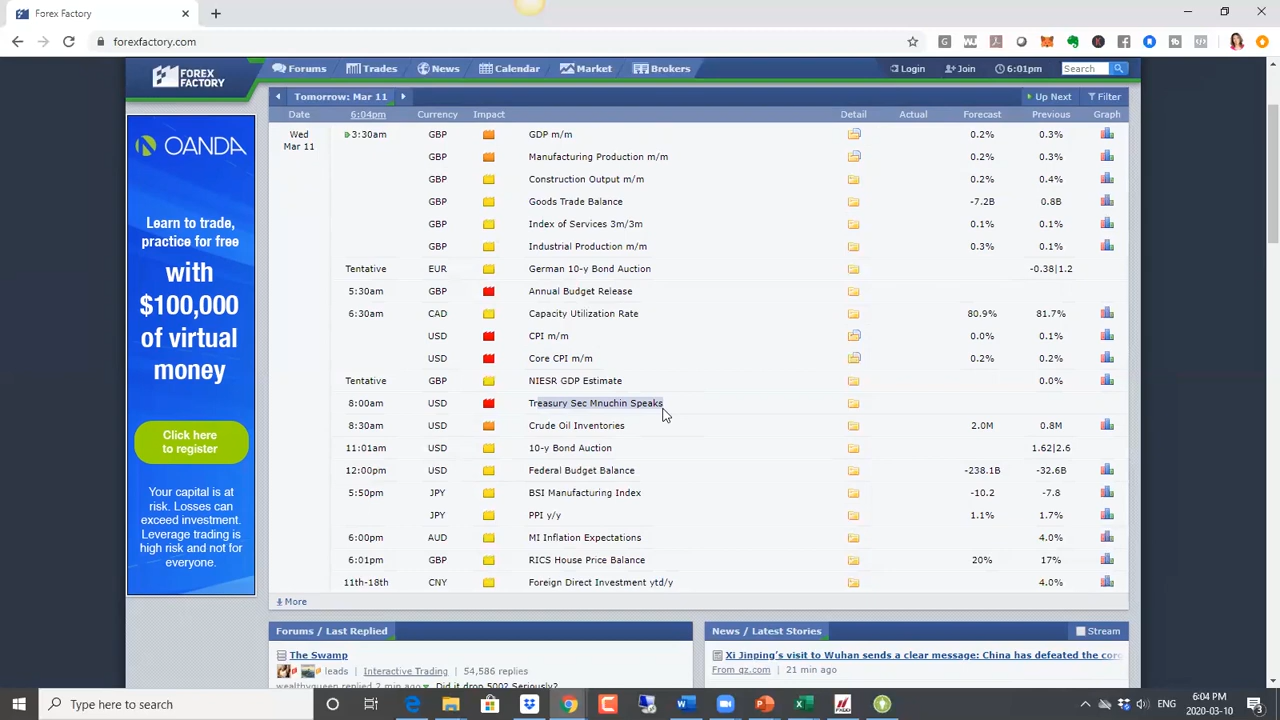 Forex Factory
forexfactory.com
FOREX FACTORY
Forums Trades News Calendar Market Brokers Login Join 6:01pm Search
Tomorrow: Mar 11 Up Next Filter
Date 6:04pm Currency Impact Detail Actual Forecast Previous Graph
Wed Mar 11 3:30am GBP GDP m/m 0.2% 0.3%
GBP Manufacturing Production m/m 0.2% 0.3%
GBP Construction Output m/m 0.2% 0.4%
GBP Goods Trade Balance -7.2B 0.8B
GBP Index of Services 3m/3m 0.1% 0.1%
GBP Industrial Production m/m 0.3% 0.1%
Tentative EUR German 10-y Bond Auction -0.38|1.2
5:30am GBP Annual Budget Release
6:30am CAD Capacity Utilization Rate 80.9% 81.7%
USD CPI m/m 0.0% 0.1%
USD Core CPI m/m 0.2% 0.2%
Tentative GBP NIESR GDP Estimate 0.0%
8:00am USD Treasury Sec Mnuchin Speaks
8:30am USD Crude Oil Inventories 2.0M 0.8M
11:01am USD 10-y Bond Auction 1.62|2.6
12:00pm USD Federal Budget Balance -238.1B -32.6B
5:50pm JPY BSI Manufacturing Index -10.2 -7.8
JPY PPI y/y 1.1% 1.7%
6:00pm AUD MI Inflation Expectations 4.0%
6:01pm GBP RICS House Price Balance 20% 17%
11th-18th CNY Foreign Direct Investment ytd/y 4.0%
More
OANDA
Learn to trade,
practice for free
with
$100,000
of virtual
money
Click here
to register
Your capital is at
risk. Losses can
exceed investment.
Leverage trading is
high risk and not for
everyone.
Forums / Last Replied
The Swamp
leads | Interactive Trading | 54,586 replies
wealthyqueen replied 2 min ago Did it drop 500? Seriously?
News / Latest Stories Stream
Xi Jinping's visit to Wuhan sends a clear message: China has defeated the
From qz.com | 21 min ago
Type here to search
ENG
6:04 PM
2020-03-10
3